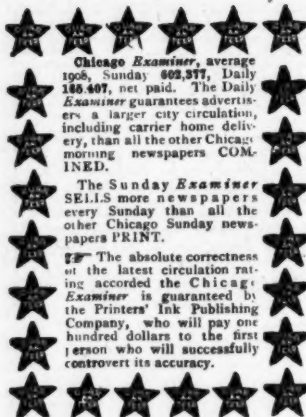 Chicago Examiner, average
1908, Sunday 602,377, Daily
165,407, net paid. The Daily
Examiner guarantees advertis-
ers a larger city circulation,
including carrier home deliv-
ery, than all the other Chicago
morning newspapers COM-
INED.
The Sunday Examiner
SELLS more newspapers
every Sunday than all the
other Chicago Sunday news-
papers PRINT.
☞ The absolute correctness
of the latest circulation rat-
ing accorded the Chicago
Examiner is guaranteed by
the Printers' Ink Publishing
Company, who will pay one
hundred dollars to the first
person who will successfully
controvert its accuracy.